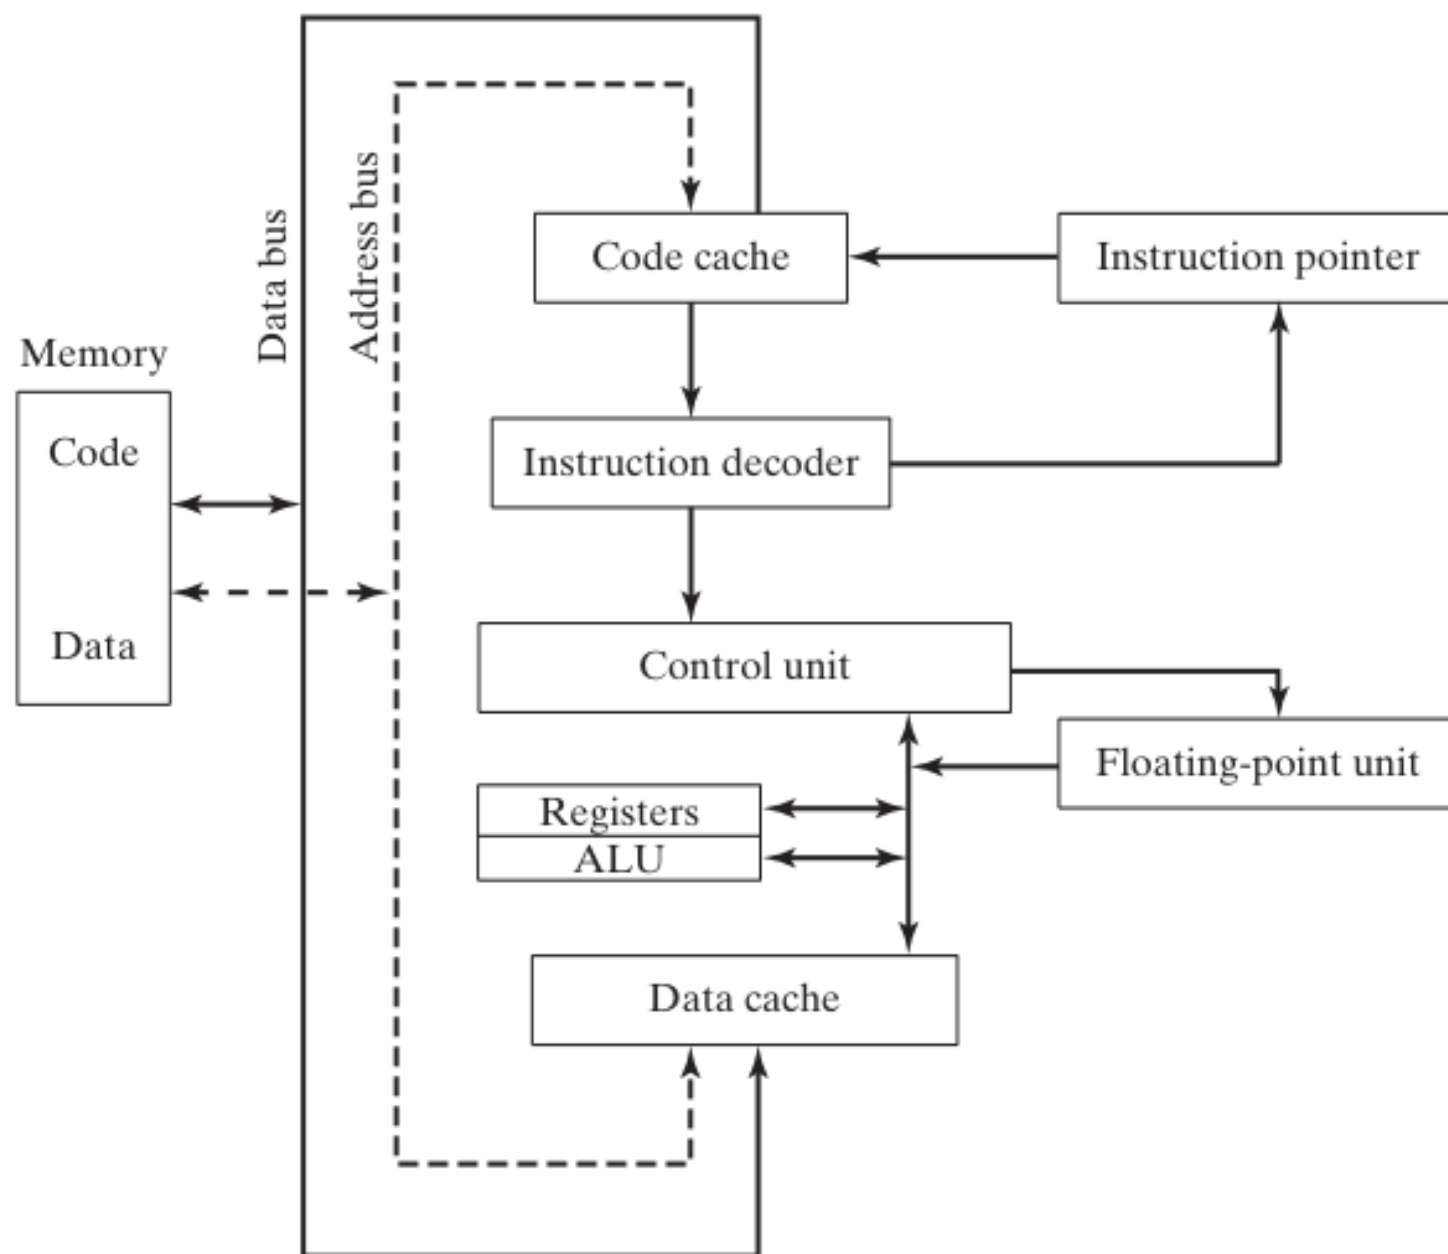 Data bus
Address bus
Code cache
Instruction pointer
Memory
Code
Data
Instruction decoder
Control unit
Floating-point unit
Registers
ALU
Data cache